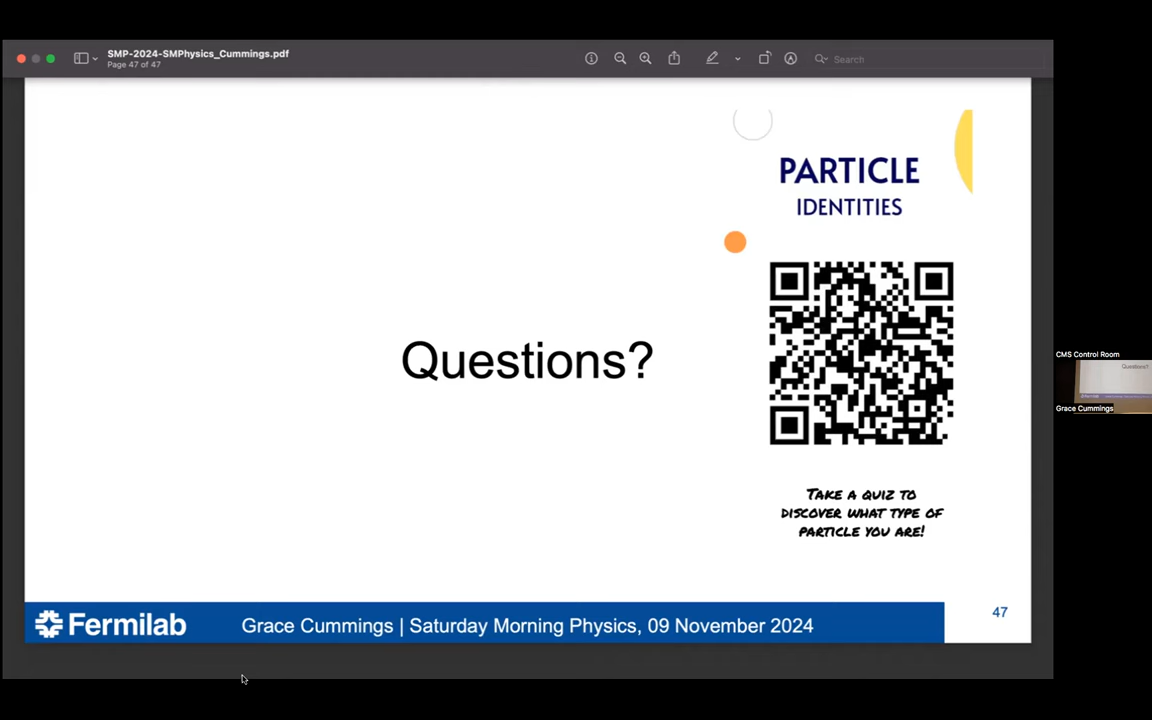 SMP-2024-SMPhysics_Cummings.pdf
Page 47 of 47
Search
PARTICLE
IDENTITIES
Questions?
TAKE A QUIZ TO
DISCOVER WHAT TYPE OF
PARTICLE YOU ARE!
Fermilab
Grace Cummings | Saturday Morning Physics, 09 November 2024
47
CMS Control Room
Questions?
Grace Cummings